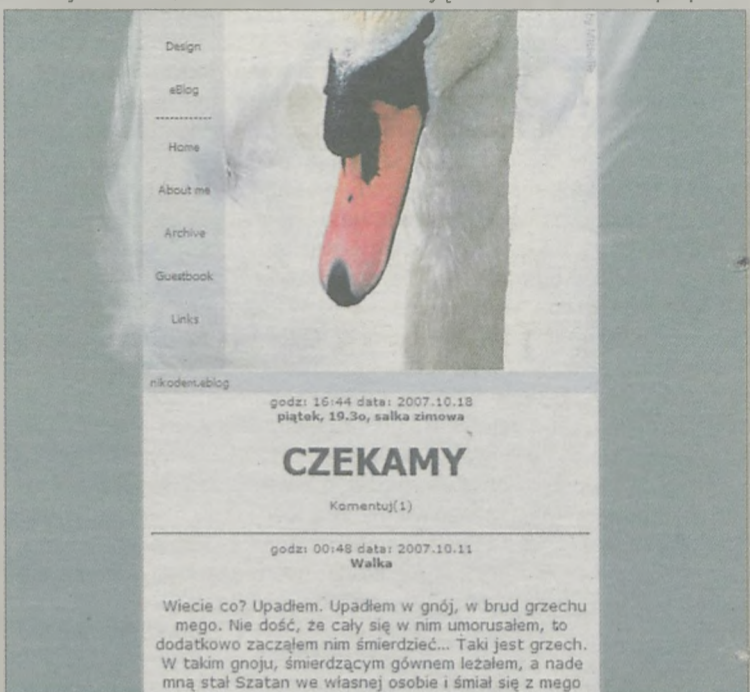 Design
eBlog
Home
About me
Archive
Guestbook
Links
nikodem.eblog
godz: 16:44 data: 2007.10.18
piątek, 19.3o, salka zimowa
CZEKAMY
Komentuj(1)
godz: 00:48 data: 2007.10.11
Walka
Wiecie co? Upadłem. Upadłem w gnój, w brud grzechu
mego. Nie dość, że cały się w nim umorusałem, to
dodatkowo zacząłem nim śmierdzieć... Taki jest grzech.
W takim gnoju, śmierdzącym gównem leżałem, a nade
mną stał Szatan we własnej osobie i śmiał się z mego